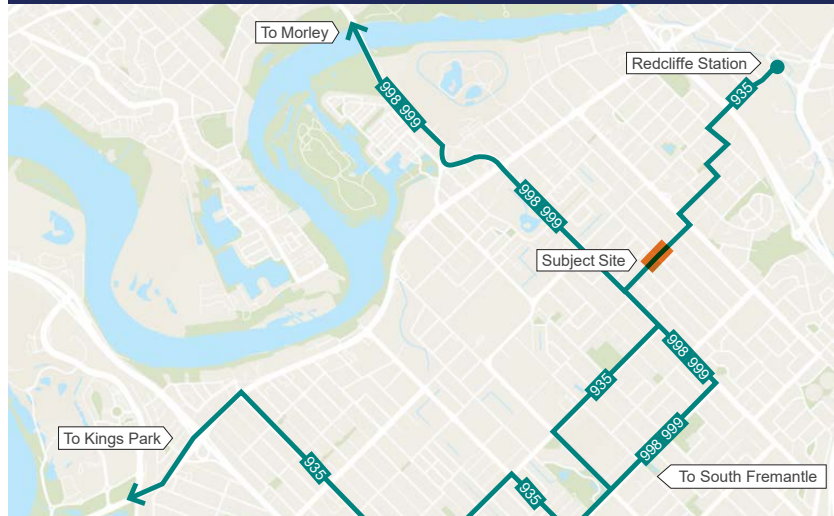 To Morley
Redcliffe Station
935
998 999
998 999
Subject Site
998 999
935
998 999
To Kings Park
935
To South Fremantle
935